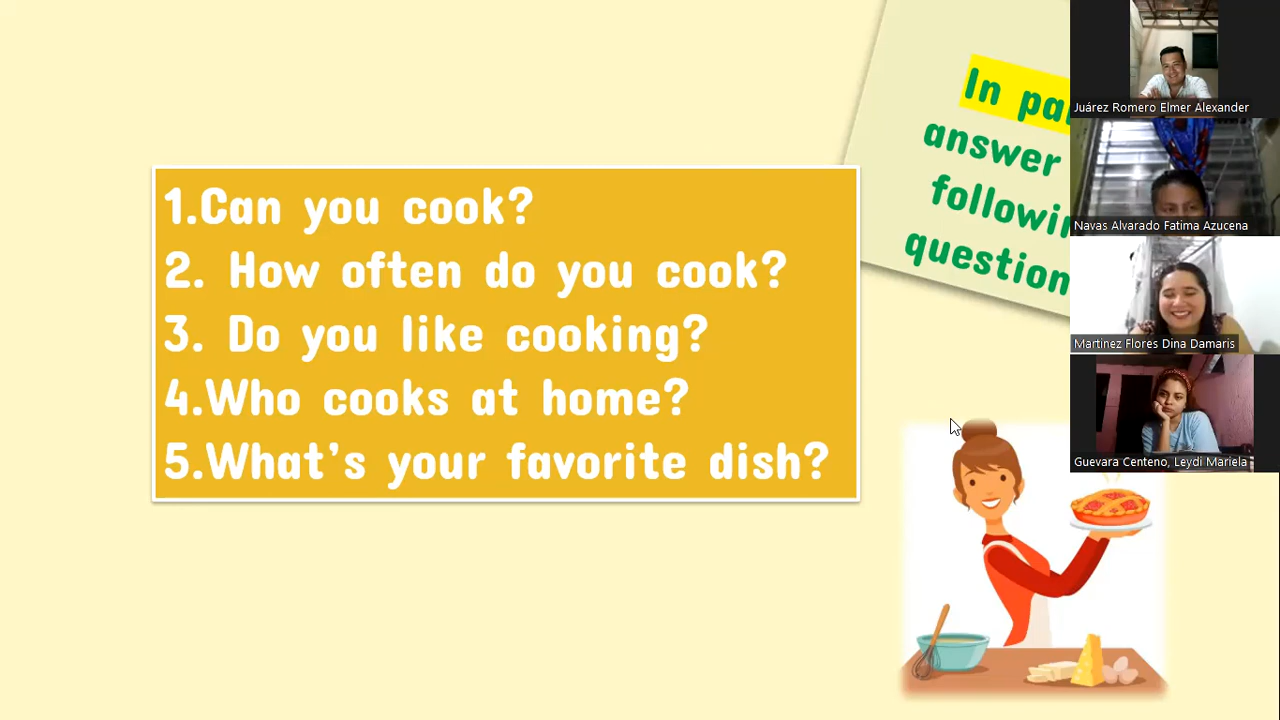 1.Can you cook?
2. How often do you cook?
3. Do you like cooking?
4.Who cooks at home?
5.What's your favorite dish?
In
answer
question
Juárez Romero Elmer Alexander
Navas Alvarado Fatima Azucena
Martinez Flores Dina Damaris
Guevara Centeno, Leydi Mariela